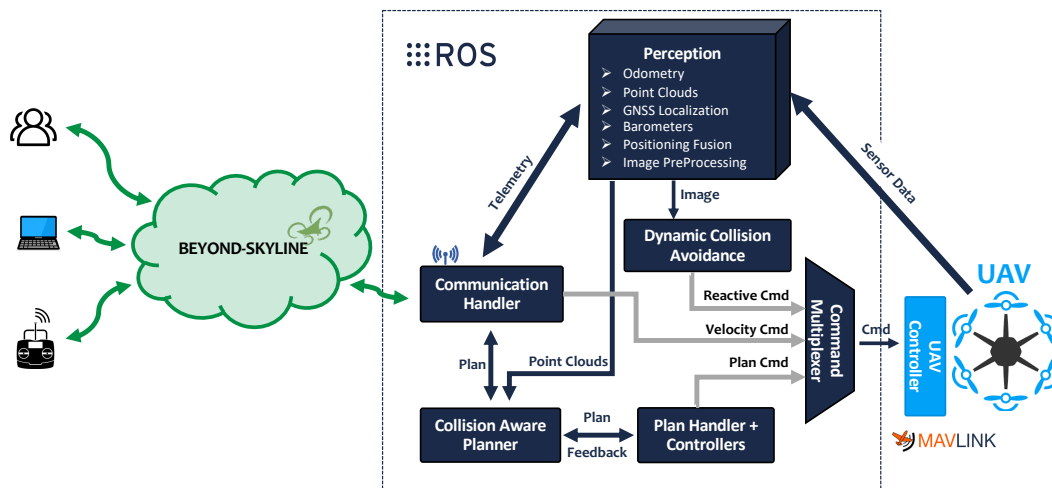 ROS
Perception
Odometry
Point Clouds
GNSS Localization
Barometers
Positioning Fusion
Image PreProcessing
Telemetry
Sensor Data
Image
BEYOND-SKYLINE
Dynamic Collision
Avoidance
Communication
Handler
Reactive Cmd
Velocity Cmd
Plan Cmd
Command
Multiplexer
Cmd
UAV
UAV
Controller
Plan
Point Clouds
Collision Aware
Planner
Plan
Feedback
Plan Handler +
Controllers
MAVLINK